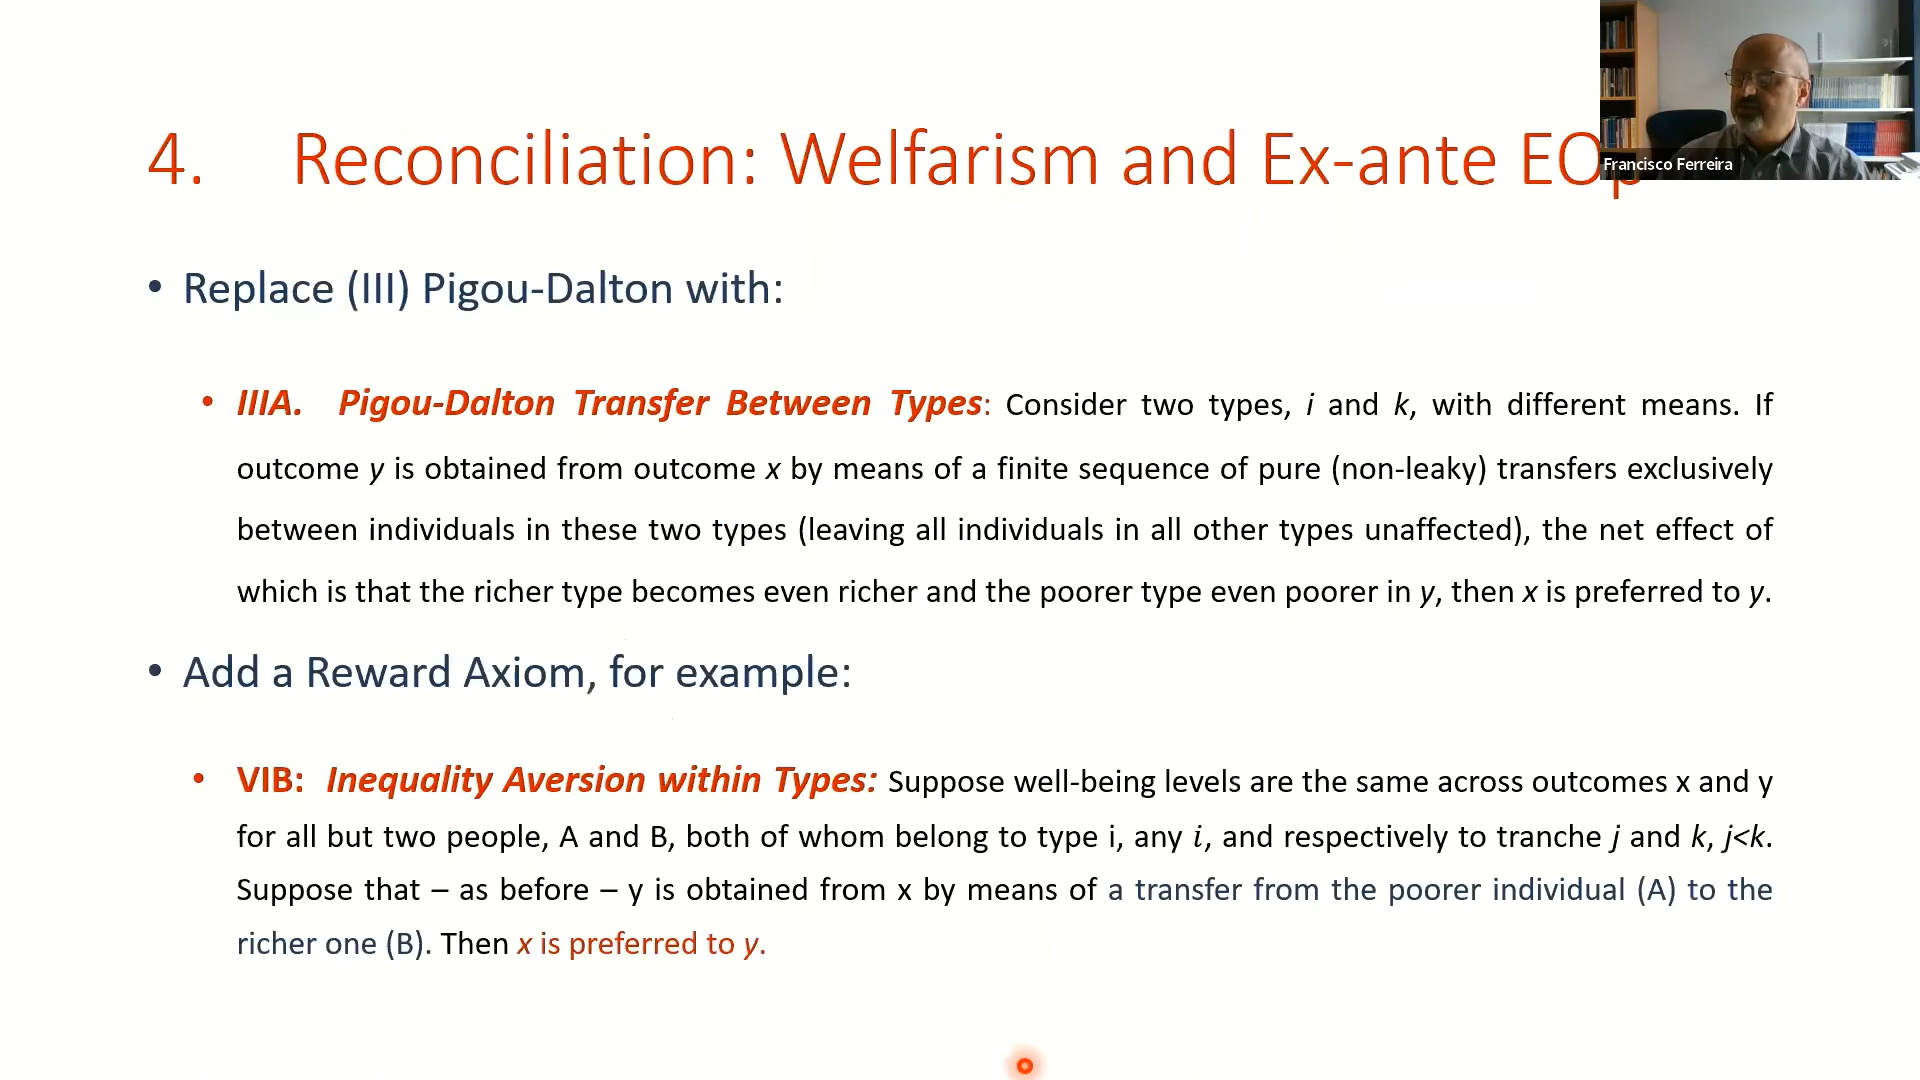 4. Reconciliation: Welfarism and Ex-ante EOp
Francisco Ferreira
• Replace (III) Pigou-Dalton with:
• IIIA. Pigou-Dalton Transfer Between Types: Consider two types, i and k, with different means. If
outcome y is obtained from outcome x by means of a finite sequence of pure (non-leaky) transfers exclusively
between individuals in these two types (leaving all individuals in all other types unaffected), the net effect of
which is that the richer type becomes even richer and the poorer type even poorer in y, then x is preferred to y.
• Add a Reward Axiom, for example:
• VIB: Inequality Aversion within Types: Suppose well-being levels are the same across outcomes x and y
for all but two people, A and B, both of whom belong to type i, any i, and respectively to tranche j and k, j<k.
Suppose that – as before – y is obtained from x by means of a transfer from the poorer individual (A) to the
richer one (B). Then x is preferred to y.